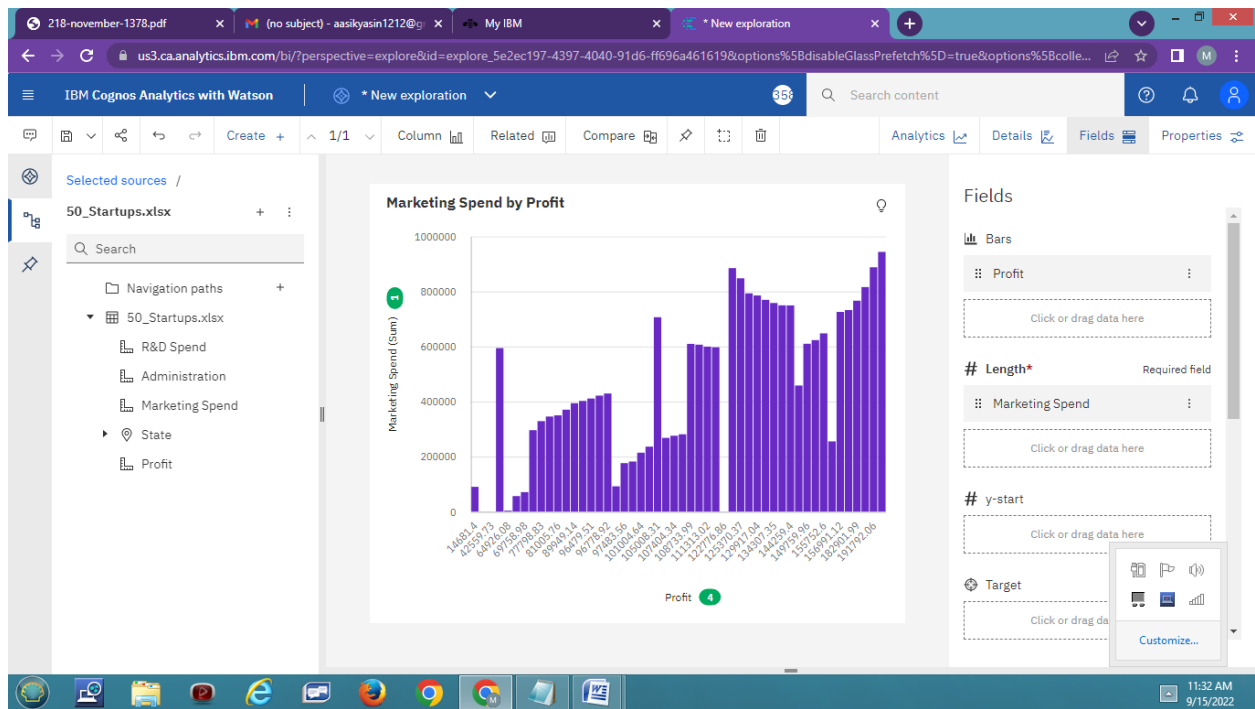 218-november-1378.pdf
(no subject) - aasikyasin1212@g
My IBM
* New exploration
us3.ca.analytics.ibm.com/bi/?perspective=explore&id=explore_5e2ec197-4397-4040-91d6-ff696a461619&options%5BdisableGlassPrefetch%5D=true&options%5Bcolle...
M
IBM Cognos Analytics with Watson
* New exploration
358
Search content
Create +
1/1
Column
Related
Compare
Analytics
Details
Fields
Properties
Selected sources /
50_Startups.xlsx
Search
Navigation paths
50_Startups.xlsx
R&D Spend
Administration
Marketing Spend
State
Profit
Marketing Spend by Profit
1000000
800000
600000
400000
200000
0
Marketing Spend (Sum)
1
14681.4
42559.73
64926.08
69758.98
77798.83
81005.76
89949.14
96479.51
96778.92
97483.56
101004.64
105008.31
107404.34
108733.99
111313.02
122776.86
125370.37
129917.04
134307.35
144259.4
149759.96
155752.6
156991.12
182901.99
191792.06
Profit 4
Fields
Bars
Profit
Click or drag data here
# Length* Required field
Marketing Spend
Click or drag data here
# y-start
Click or drag data here
Target
Click or drag da
Customize...
11:32 AM
9/15/2022